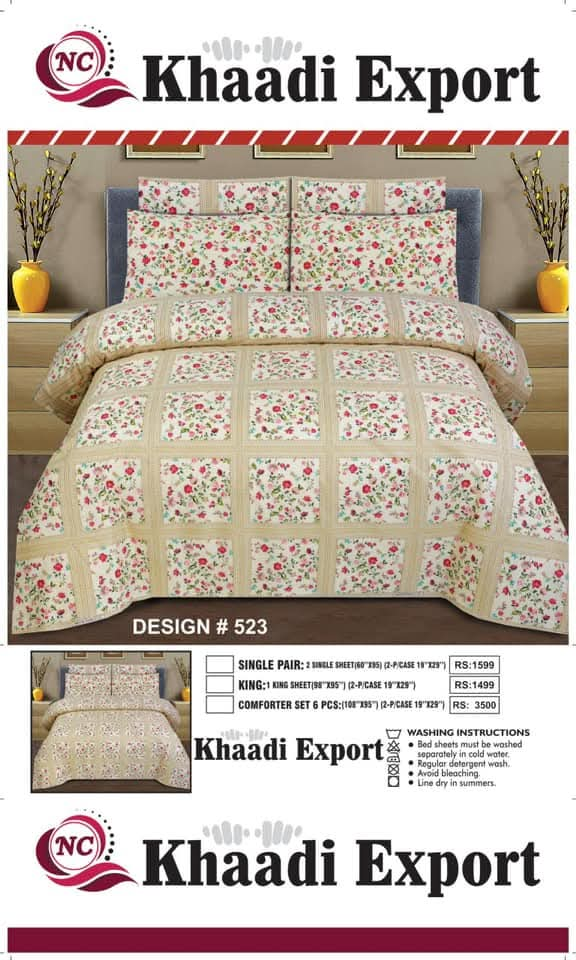 NC
Khaadi Export
DESIGN # 523
SINGLE PAIR: 2 SINGLE SHEET(60"X95) (2-P/CASE 19"X29") RS:1599
KING:1 KING SHEET(98"X95") (2-P/CASE 19"X29") RS:1499
COMFORTER SET 6 PCS:(108"X95") (2-P/CASE 19"X29") RS: 3500
Khaadi Export
WASHING INSTRUCTIONS
● Bed sheets must be washed
separately in cold water.
● Regular detergent wash.
● Avoid bleaching.
● Line dry in summers.
NC
Khaadi Export